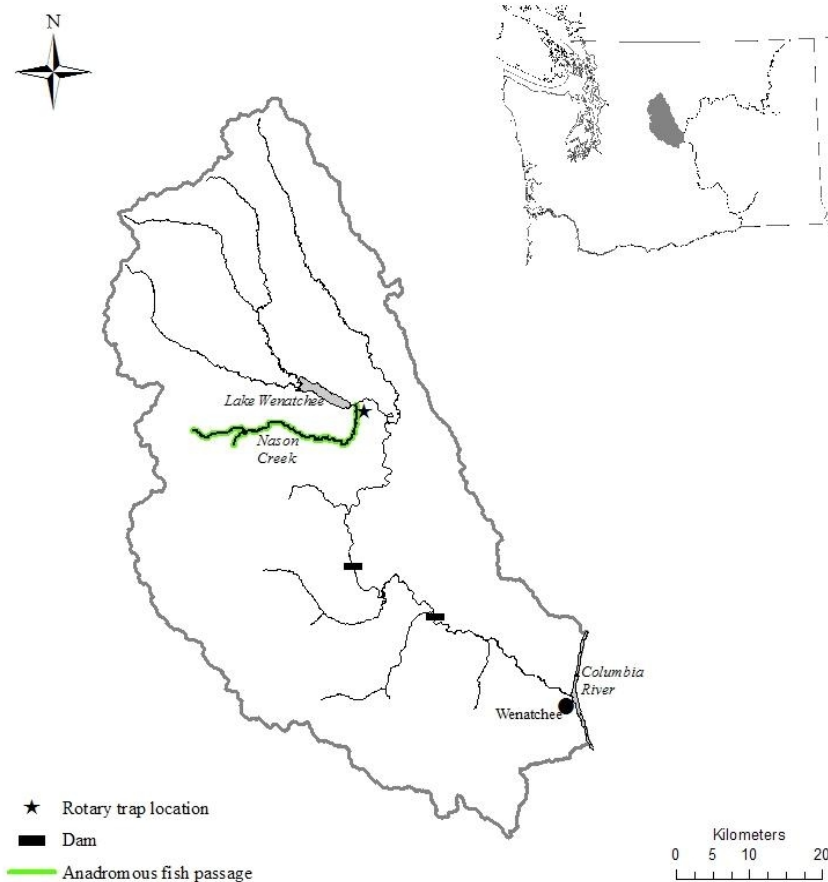 N
Lake Wenatchee
Nason
Creek
Columbia
River
Wenatchee
Rotary trap location
Dam
Anadromous fish passage
Kilometers
0 5 10 20